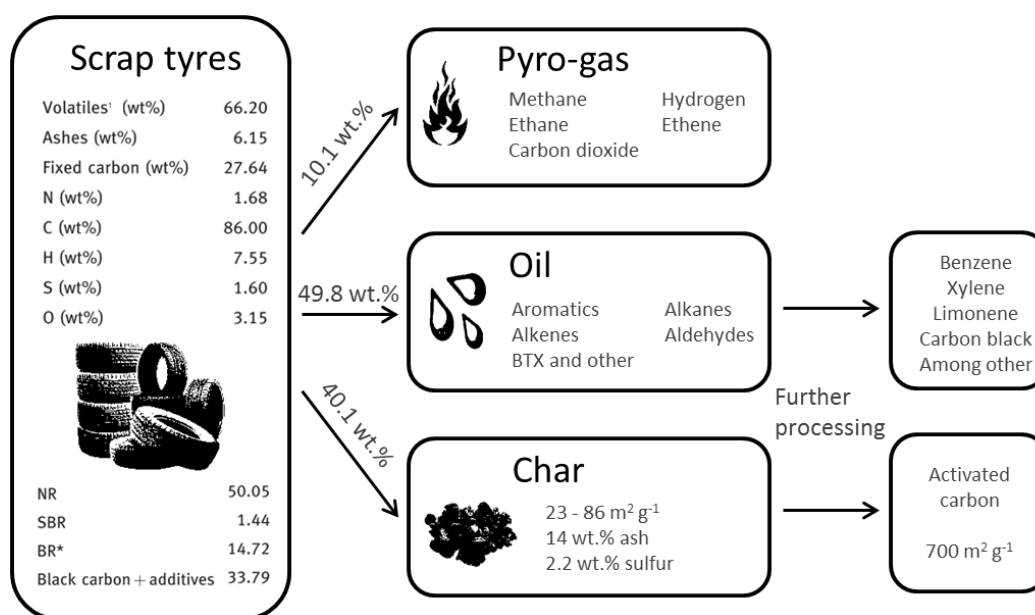 Scrap tyres
Volatiles¹ (wt%) 66.20
Ashes (wt%) 6.15
Fixed carbon (wt%) 27.64
N (wt%) 1.68
C (wt%) 86.00
H (wt%) 7.55
S (wt%) 1.60
O (wt%) 3.15
NR 50.05
SBR 1.44
BR* 14.72
Black carbon + additives 33.79
10.1 wt.%
49.8 wt.%
40.1 wt.%
Pyro-gas
Methane Hydrogen
Ethane Ethene
Carbon dioxide
Oil
Aromatics Alkanes
Alkenes Aldehydes
BTX and other
Char
23 - 86 m² g⁻¹
14 wt.% ash
2.2 wt.% sulfur
Further
processing
Benzene
Xylene
Limonene
Carbon black
Among other
Activated
carbon
700 m² g⁻¹